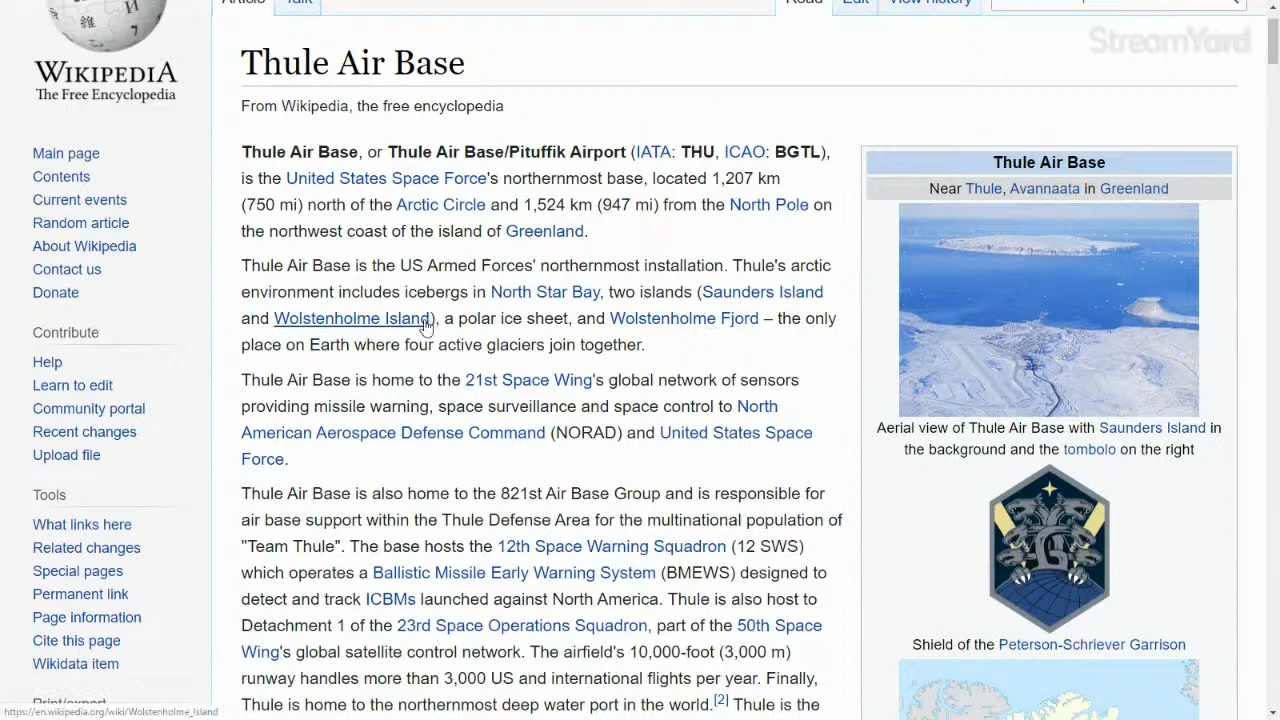 Article Talk Read Edit View history
StreamYard
WIKIPEDIA
The Free Encyclopedia
Main page
Contents
Current events
Random article
About Wikipedia
Contact us
Donate
Contribute
Help
Learn to edit
Community portal
Recent changes
Upload file
Tools
What links here
Related changes
Special pages
Permanent link
Page information
Cite this page
Wikidata item
Print/export
Thule Air Base
From Wikipedia, the free encyclopedia
Thule Air Base, or Thule Air Base/Pituffik Airport (IATA: THU, ICAO: BGTL),
is the United States Space Force's northernmost base, located 1,207 km
(750 mi) north of the Arctic Circle and 1,524 km (947 mi) from the North Pole on
the northwest coast of the island of Greenland.
Thule Air Base is the US Armed Forces' northernmost installation. Thule's arctic
environment includes icebergs in North Star Bay, two islands (Saunders Island
and Wolstenholme Island), a polar ice sheet, and Wolstenholme Fjord – the only
place on Earth where four active glaciers join together.
Thule Air Base is home to the 21st Space Wing's global network of sensors
providing missile warning, space surveillance and space control to North
American Aerospace Defense Command (NORAD) and United States Space
Force.
Thule Air Base is also home to the 821st Air Base Group and is responsible for
air base support within the Thule Defense Area for the multinational population of
"Team Thule". The base hosts the 12th Space Warning Squadron (12 SWS)
which operates a Ballistic Missile Early Warning System (BMEWS) designed to
detect and track ICBMs launched against North America. Thule is also host to
Detachment 1 of the 23rd Space Operations Squadron, part of the 50th Space
Wing's global satellite control network. The airfield's 10,000-foot (3,000 m)
runway handles more than 3,000 US and international flights per year. Finally,
Thule is home to the northernmost deep water port in the world.[2] Thule is the
Thule Air Base
Near Thule, Avannaata in Greenland
Aerial view of Thule Air Base with Saunders Island in
the background and the tombolo on the right
Shield of the Peterson-Schriever Garrison
https://en.wikipedia.org/wiki/Wolstenholme_Island